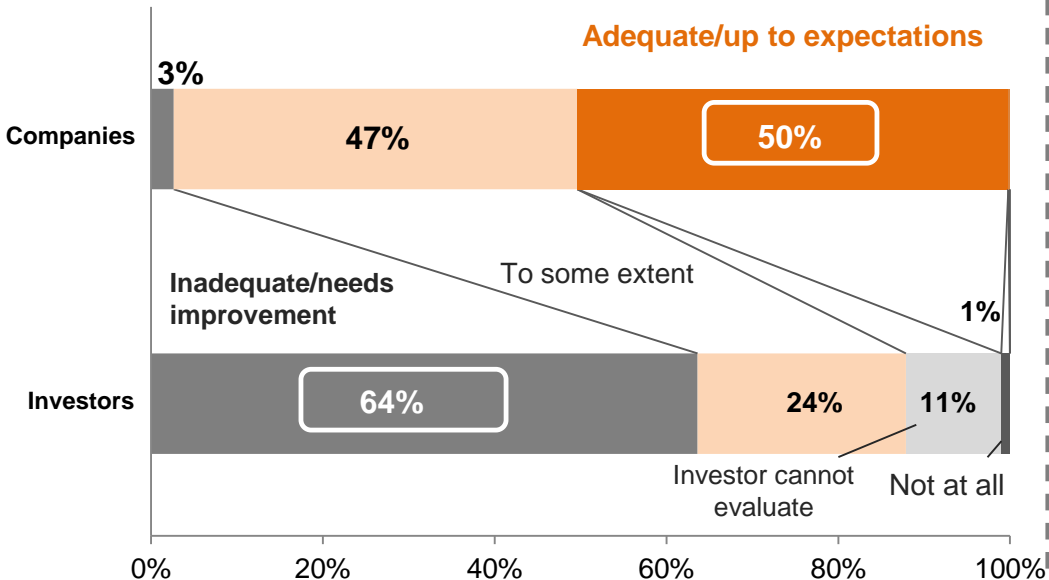 Adequate/up to expectations
3%
Companies
47%
50%
To some extent
Inadequate/needs
improvement
1%
Investors
64%
24%
11%
Investor cannot
evaluate
Not at all
0%
20%
40%
60%
80%
100%